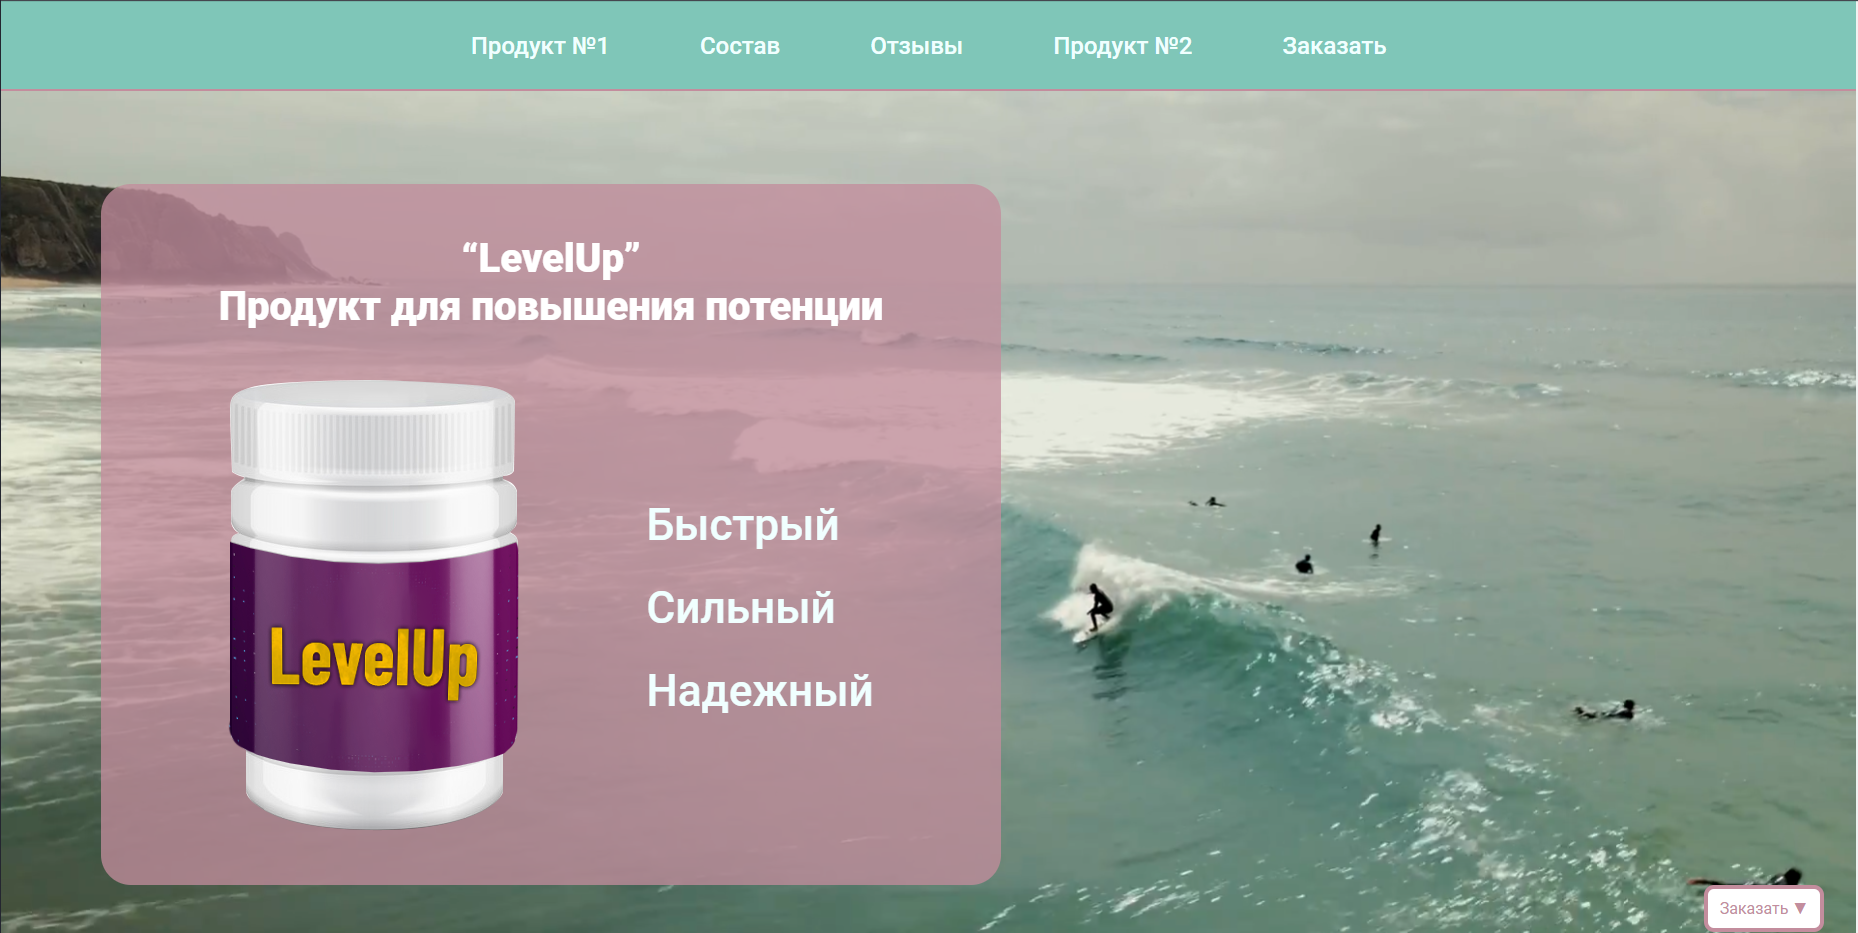 Продукт №1
Состав
Отзывы
Продукт №2
Заказать
“LevelUp”
Продукт для повышения потенции
Быстрый
Сильный
Надежный
LevelUp
Заказать ▼